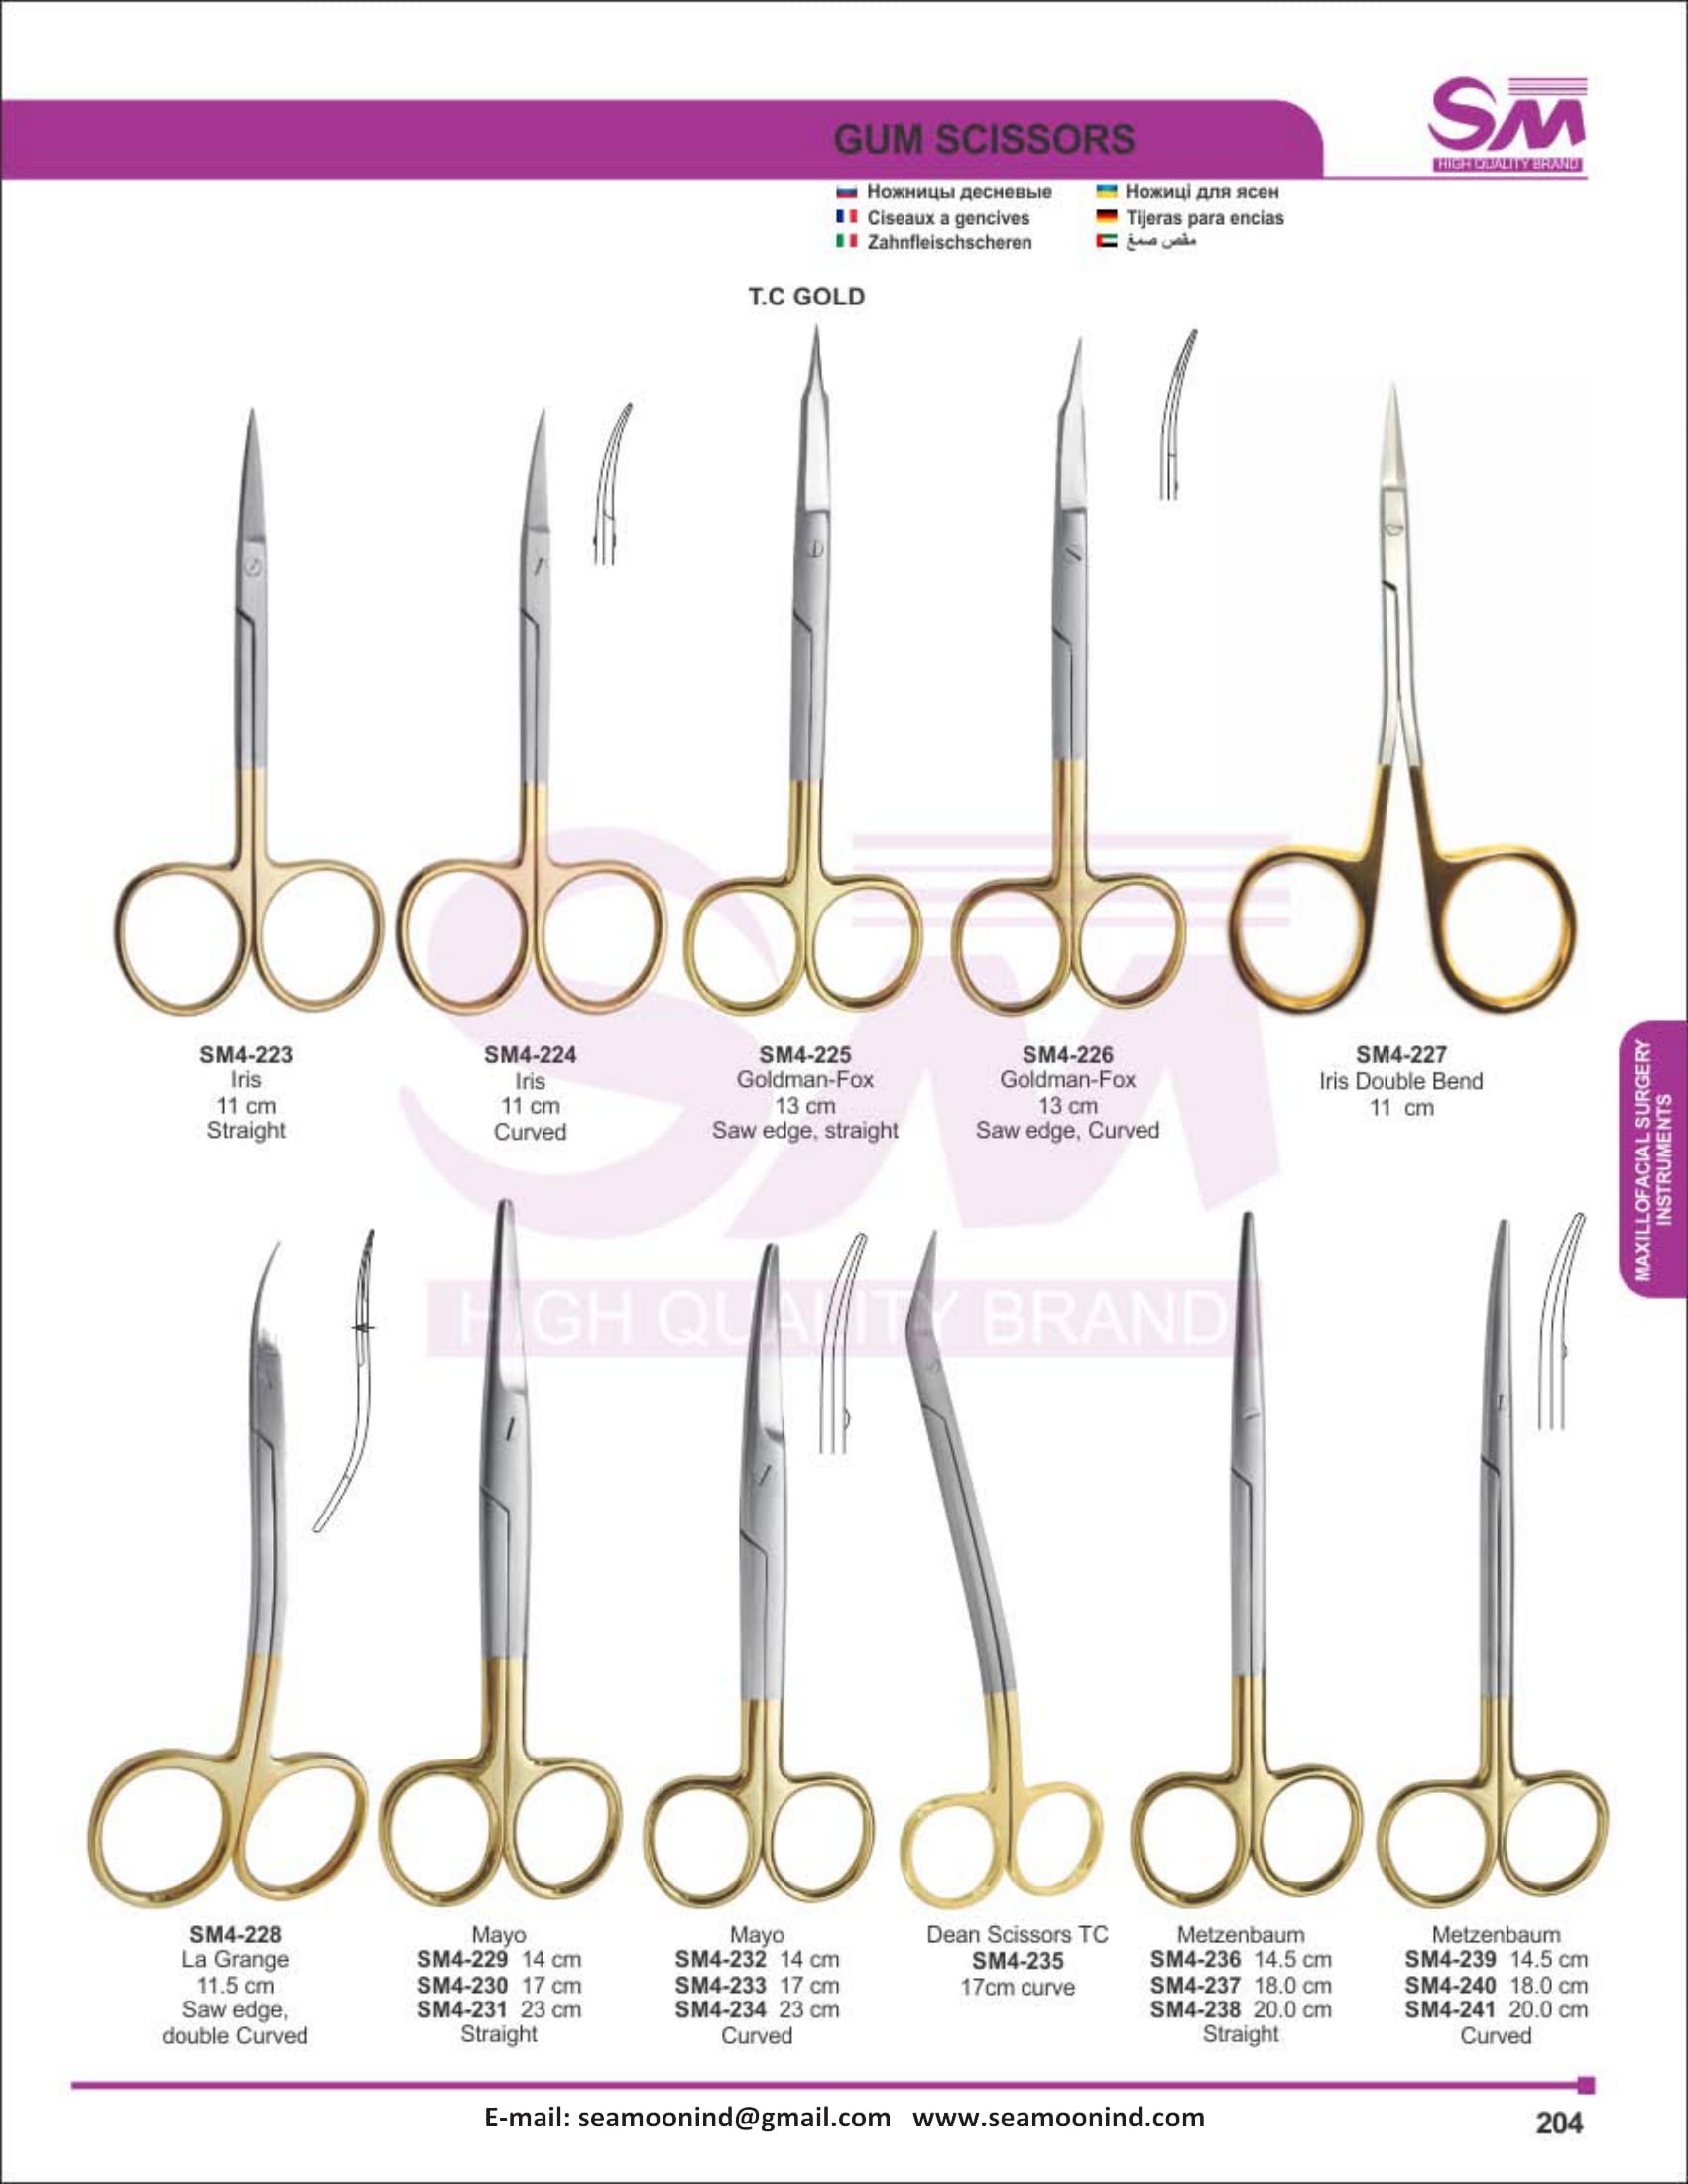 SM
HIGH QUALITY BRAND
GUM SCISSORS
Ножницы десневые
Ножиці для ясен
Ciseaux a gencives
Tijeras para encias
Zahnfleischscheren
مقص صمغ
T.C GOLD
SM4-223
Iris
11 cm
Straight
SM4-224
Iris
11 cm
Curved
SM4-225
Goldman-Fox
13 cm
Saw edge, straight
SM4-226
Goldman-Fox
13 cm
Saw edge, Curved
SM4-227
Iris Double Bend
11 cm
MAXILLOFACIAL SURGERY
INSTRUMENTS
SM
HIGH QUALITY BRAND
SM4-228
La Grange
11.5 cm
Saw edge,
double Curved
Mayo
SM4-229 14 cm
SM4-230 17 cm
SM4-231 23 cm
Straight
Mayo
SM4-232 14 cm
SM4-233 17 cm
SM4-234 23 cm
Curved
Dean Scissors TC
SM4-235
17cm curve
Metzenbaum
SM4-236 14.5 cm
SM4-237 18.0 cm
SM4-238 20.0 cm
Straight
Metzenbaum
SM4-239 14.5 cm
SM4-240 18.0 cm
SM4-241 20.0 cm
Curved
E-mail: seamoonind@gmail.com www.seamoonind.com
204